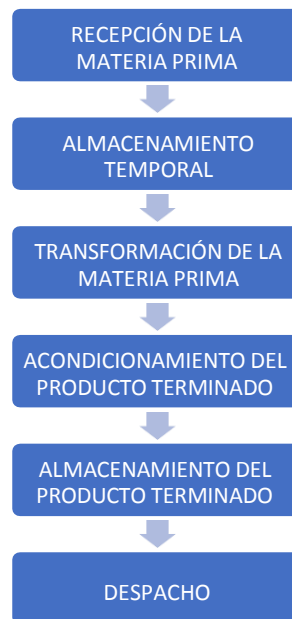 RECEPCIÓN DE LA
MATERIA PRIMA
ALMACENAMIENTO
TEMPORAL
TRANSFORMACIÓN DE LA
MATERIA PRIMA
ACONDICIONAMIENTO DEL
PRODUCTO TERMINADO
ALMACENAMIENTO DEL
PRODUCTO TERMINADO
DESPACHO